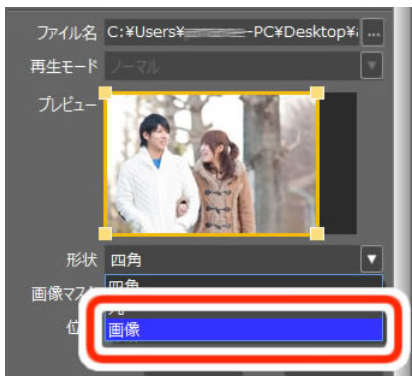 ファイル名 C:¥Users¥ -PC¥Desktop¥ ...
再生モード ノーマル
プレビュー
形状 四角
画像マス
四角
画像